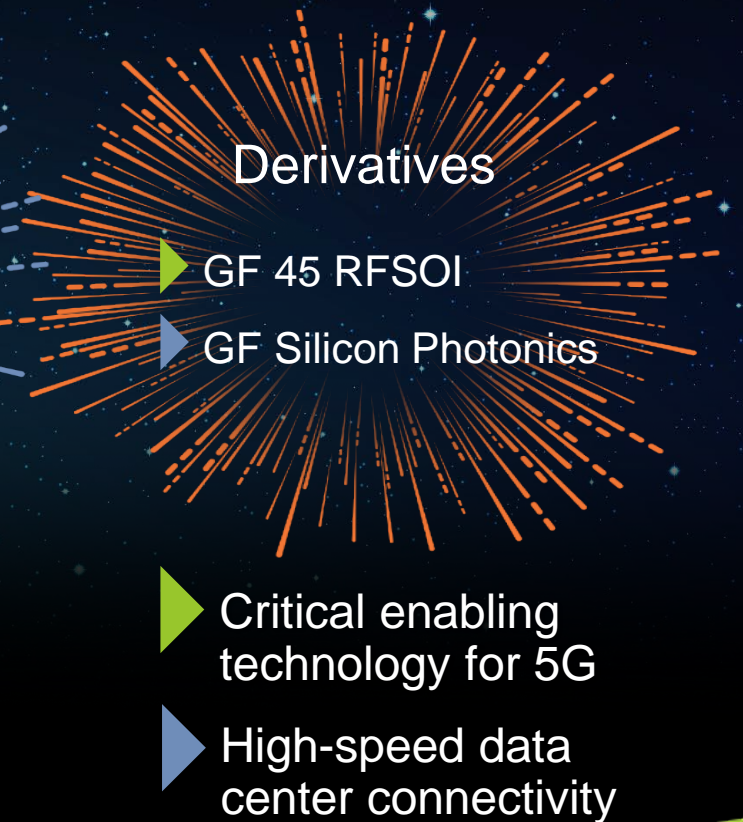 Derivatives
GF 45 RFSOI
GF Silicon Photonics
Critical enabling
technology for 5G
High-speed data
center connectivity